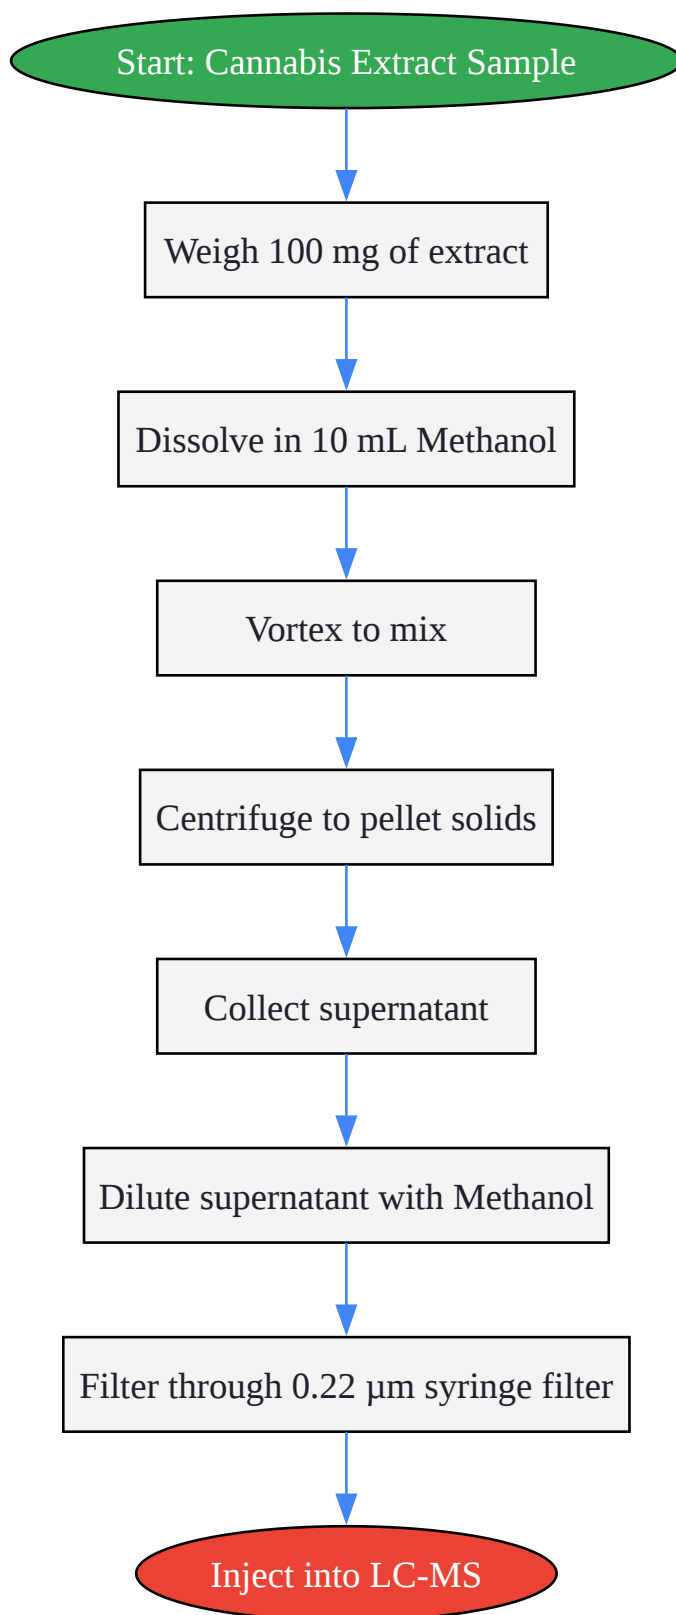 Start: Cannabis Extract Sample
Weigh 100 mg of extract
Dissolve in 10 mL Methanol
Vortex to mix
Centrifuge to pellet solids
Collect supernatant
Dilute supernatant with Methanol
Filter through 0.22 µm syringe filter
Inject into LC-MS